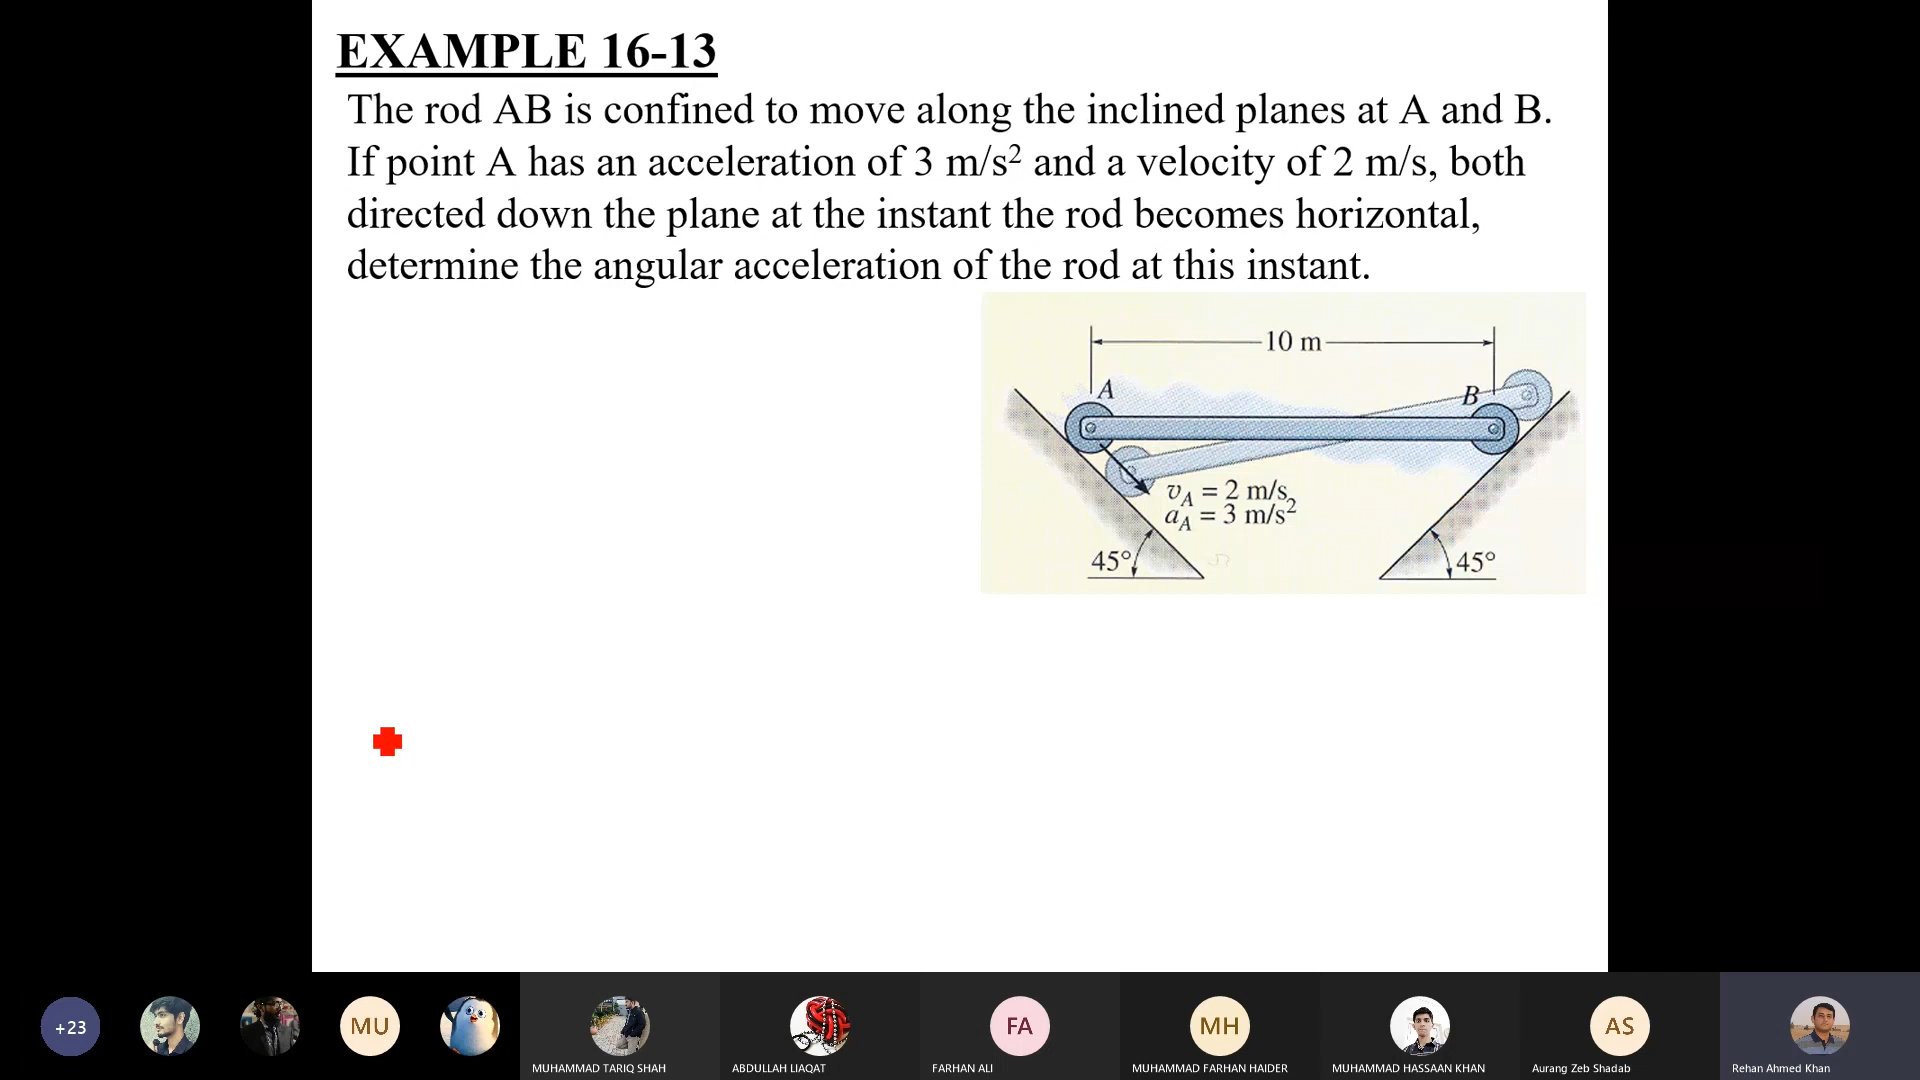 EXAMPLE 16-13
The rod AB is confined to move along the inclined planes at A and B.
If point A has an acceleration of 3 m/s² and a velocity of 2 m/s, both
directed down the plane at the instant the rod becomes horizontal,
determine the angular acceleration of the rod at this instant.
10 m
A
B
v_A = 2 m/s
a_A = 3 m/s²
45°
45°
+23
MU
FA
MH
AS
MUHAMMAD TARIQ SHAH
ABDULLAH LIAQAT
FARHAN ALI
MUHAMMAD FARHAN HAIDER
MUHAMMAD HASSAAN KHAN
Aurang Zeb Shadab
Rehan Ahmed Khan